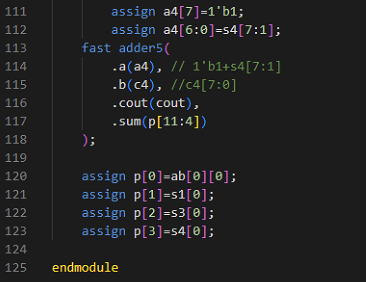 111 assign a4[7]=1'b1;
112 assign a4[6:0]=s4[7:1];
113 fast adder5(
114 .a(a4), // 1'b1+s4[7:1]
115 .b(c4), //c4[7:0]
116 .cout(cout),
117 .sum(p[11:4])
118 );
119
120 assign p[0]=ab[0][0];
121 assign p[1]=s1[0];
122 assign p[2]=s3[0];
123 assign p[3]=s4[0];
124
125 endmodule